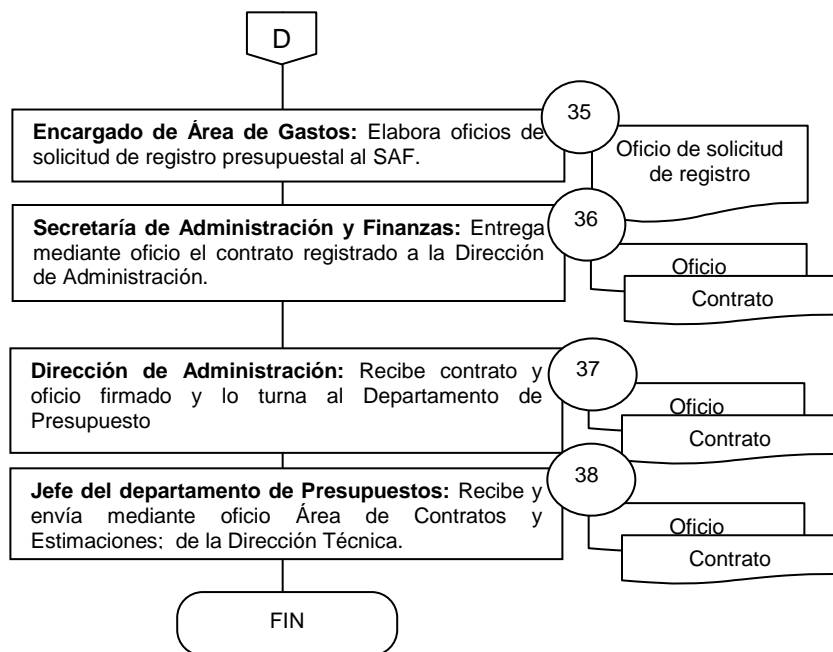 D
35
Encargado de Área de Gastos: Elabora oficios de
solicitud de registro presupuestal al SAF.
Oficio de solicitud
de registro
36
Secretaría de Administración y Finanzas: Entrega
mediante oficio el contrato registrado a la Dirección
de Administración.
Oficio
Contrato
37
Dirección de Administración: Recibe contrato y
oficio firmado y lo turna al Departamento de
Presupuesto
Oficio
Contrato
38
Jefe del departamento de Presupuestos: Recibe y
envía mediante oficio Área de Contratos y
Estimaciones; de la Dirección Técnica.
Oficio
Contrato
FIN